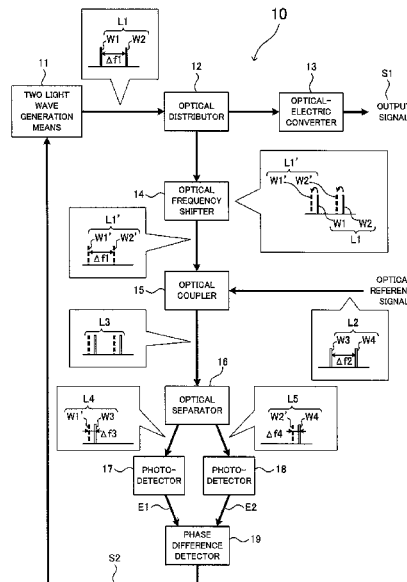 10
L1
W1 W2
Δf1
11
12
13
S1
TWO LIGHT
WAVE
GENERATION
MEANS
OPTICAL
DISTRIBUTOR
OPTICAL-
ELECTRIC
CONVERTER
OUTPUT
SIGNAL
14
OPTICAL
FREQUENCY
SHIFTER
L1'
W1' W2'
W1 W2
L1
L1'
W1' W2'
Δf1
15
OPTICAL
COUPLER
OPTICAL
REFERENCE
SIGNAL
L3
L2
W3 W4
Δf2
16
OPTICAL
SEPARATOR
L4
W1' W3
Δf3
L5
W2' W4
Δf4
17
PHOTO-
DETECTOR
PHOTO-
DETECTOR
18
E1
E2
PHASE
DIFFERENCE
DETECTOR
19
S2